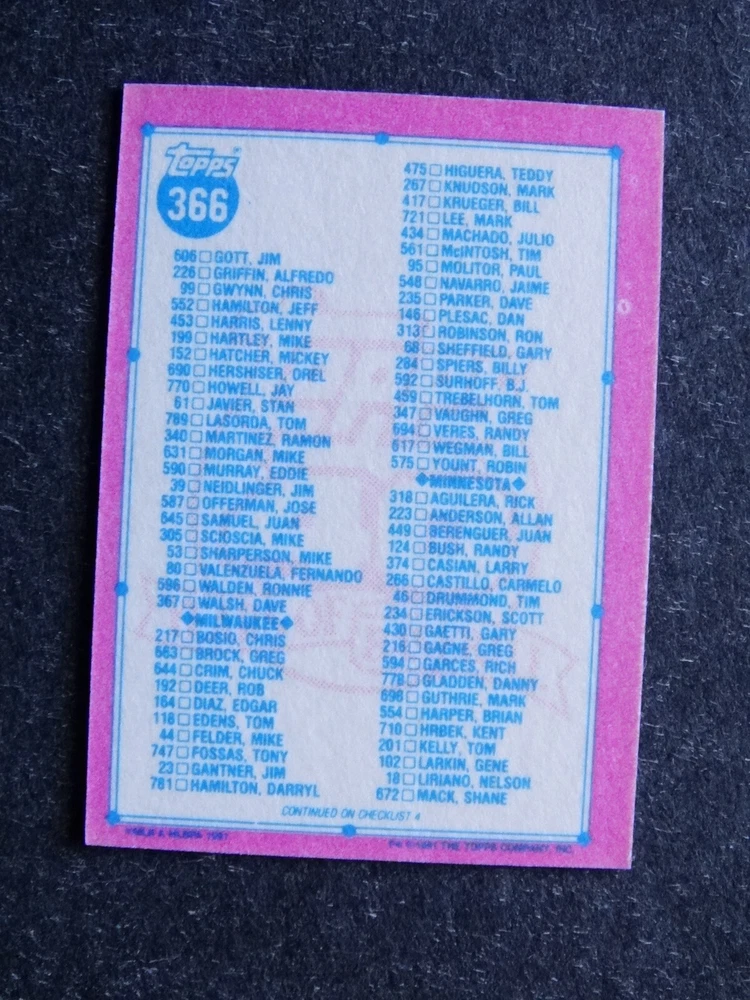 TOPPS®
366
606 GOTT, JIM
226 GRIFFIN, ALFREDO
99 GWYNN, CHRIS
552 HAMILTON, JEFF
453 HARRIS, LENNY
199 HARTLEY, MIKE
152 HATCHER, MICKEY
690 HERSHISER, OREL
770 HOWELL, JAY
61 JAVIER, STAN
789 LASORDA, TOM
340 MARTINEZ, RAMON
631 MORGAN, MIKE
590 MURRAY, EDDIE
39 NEIDLINGER, JIM
587 OFFERMAN, JOSE
645 SAMUEL, JUAN
305 SCIOSCIA, MIKE
53 SHARPERSON, MIKE
80 VALENZUELA, FERNANDO
596 WALDEN, RONNIE
367 WALSH, DAVE
◆MILWAUKEE◆
217 BOSIO, CHRIS
663 BROCK, GREG
644 CRIM, CHUCK
192 DEER, ROB
164 DIAZ, EDGAR
118 EDENS, TOM
44 FELDER, MIKE
747 FOSSAS, TONY
23 GANTNER, JIM
781 HAMILTON, DARRYL
475 HIGUERA, TEDDY
267 KNUDSON, MARK
417 KRUEGER, BILL
721 LEE, MARK
434 MACHADO, JULIO
561 McINTOSH, TIM
95 MOLITOR, PAUL
548 NAVARRO, JAIME
235 PARKER, DAVE
146 PLESAC, DAN
313 ROBINSON, RON
68 SHEFFIELD, GARY
284 SPIERS, BILLY
592 SURHOFF, B.J.
459 TREBELHORN, TOM
347 VAUGHN, GREG
694 VERES, RANDY
617 WEGMAN, BILL
575 YOUNT, ROBIN
◆MINNESOTA◆
318 AGUILERA, RICK
223 ANDERSON, ALLAN
449 BERENGUER, JUAN
124 BUSH, RANDY
374 CASIAN, LARRY
266 CASTILLO, CARMELO
46 DRUMMOND, TIM
234 ERICKSON, SCOTT
430 GAETTI, GARY
216 GAGNE, GREG
594 GARCES, RICH
778 GLADDEN, DANNY
698 GUTHRIE, MARK
554 HARPER, BRIAN
710 HRBEK, KENT
201 KELLY, TOM
102 LARKIN, GENE
18 LIRIANO, NELSON
672 MACK, SHANE
CONTINUED ON CHECKLIST 4
1991 THE TOPPS COMPANY, INC.